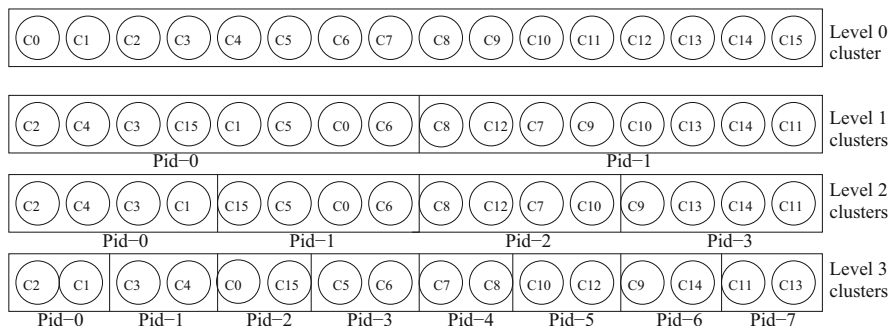 C0 C1 C2 C3 C4 C5 C6 C7 C8 C9 C10 C11 C12 C13 C14 C15 Level 0
cluster
C2 C4 C3 C15 C1 C5 C0 C6 C8 C12 C7 C9 C10 C13 C14 C11 Level 1
clusters
Pid−0 Pid−1
C2 C4 C3 C1 C15 C5 C0 C6 C8 C12 C7 C10 C9 C13 C14 C11 Level 2
clusters
Pid−0 Pid−1 Pid−2 Pid−3
C2 C1 C3 C4 C0 C15 C5 C6 C7 C8 C10 C12 C9 C14 C11 C13 Level 3
clusters
Pid−0 Pid−1 Pid−2 Pid−3 Pid−4 Pid−5 Pid−6 Pid−7